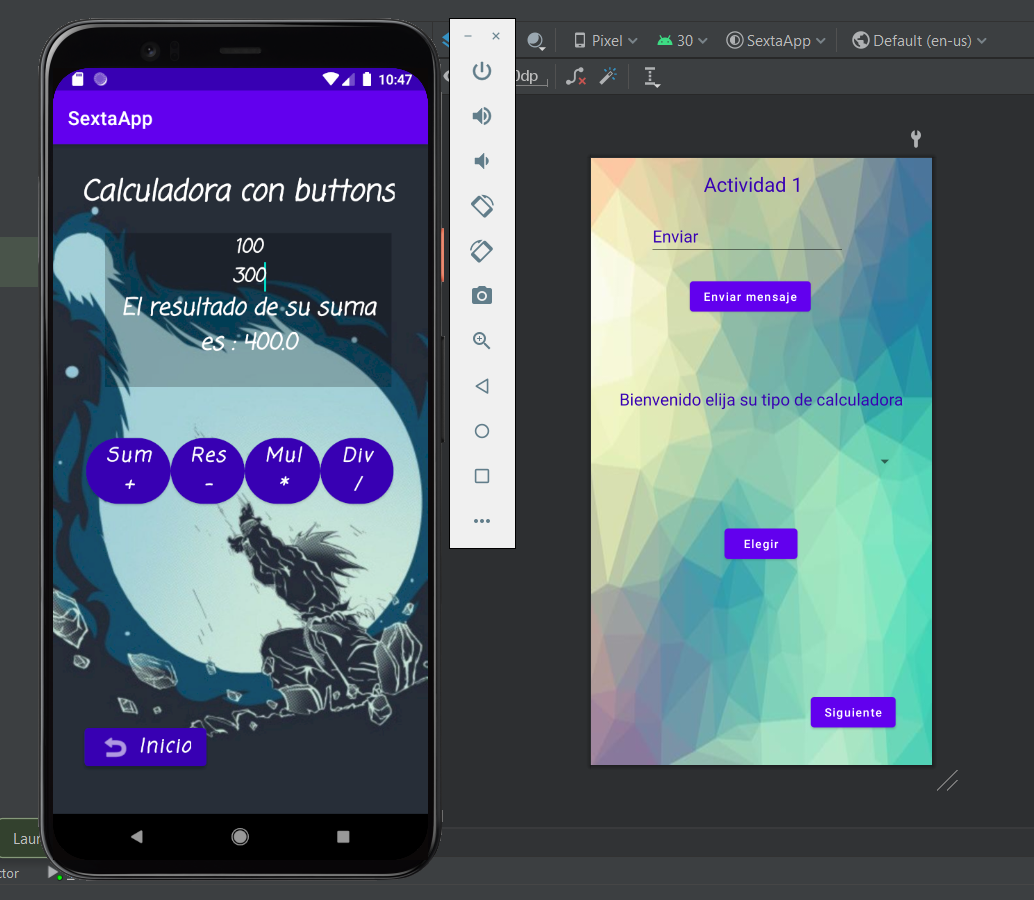 10:47
SextaApp
Calculadora con buttons
100
300
El resultado de su suma
es : 400.0
Sum
+
Res
-
Mul
*
Div
/
Inicio
Pixel
30
SextaApp
Default (en-us)
0dp
Actividad 1
Enviar
Enviar mensaje
Bienvenido elija su tipo de calculadora
Elegir
Siguiente
Laun
ctor